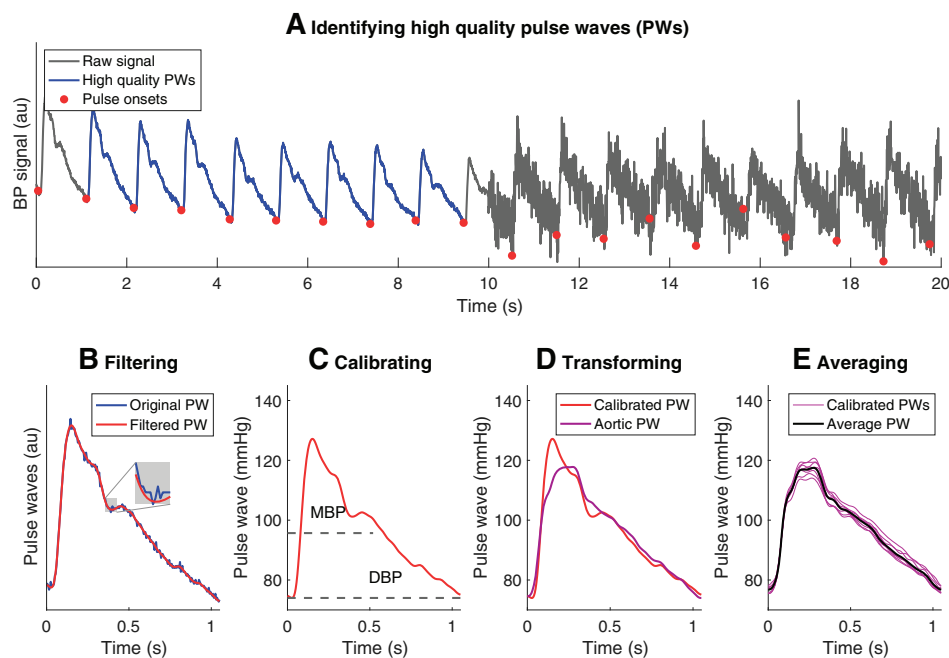 A Identifying high quality pulse waves (PWs)
BP signal (au)
Raw signal
High quality PWs
Pulse onsets
0 2 4 6 8 10 12 14 16 18 20
Time (s)
B Filtering
Pulse waves (au)
Original PW
Filtered PW
0 0.5 1
Time (s)
C Calibrating
Pulse wave (mmHg)
140
120
100
80
MBP
DBP
0 0.5 1
Time (s)
D Transforming
Pulse wave (mmHg)
140
120
100
80
Calibrated PW
Aortic PW
0 0.5 1
Time (s)
E Averaging
Pulse wave (mmHg)
140
120
100
80
Calibrated PWs
Average PW
0 0.5 1
Time (s)